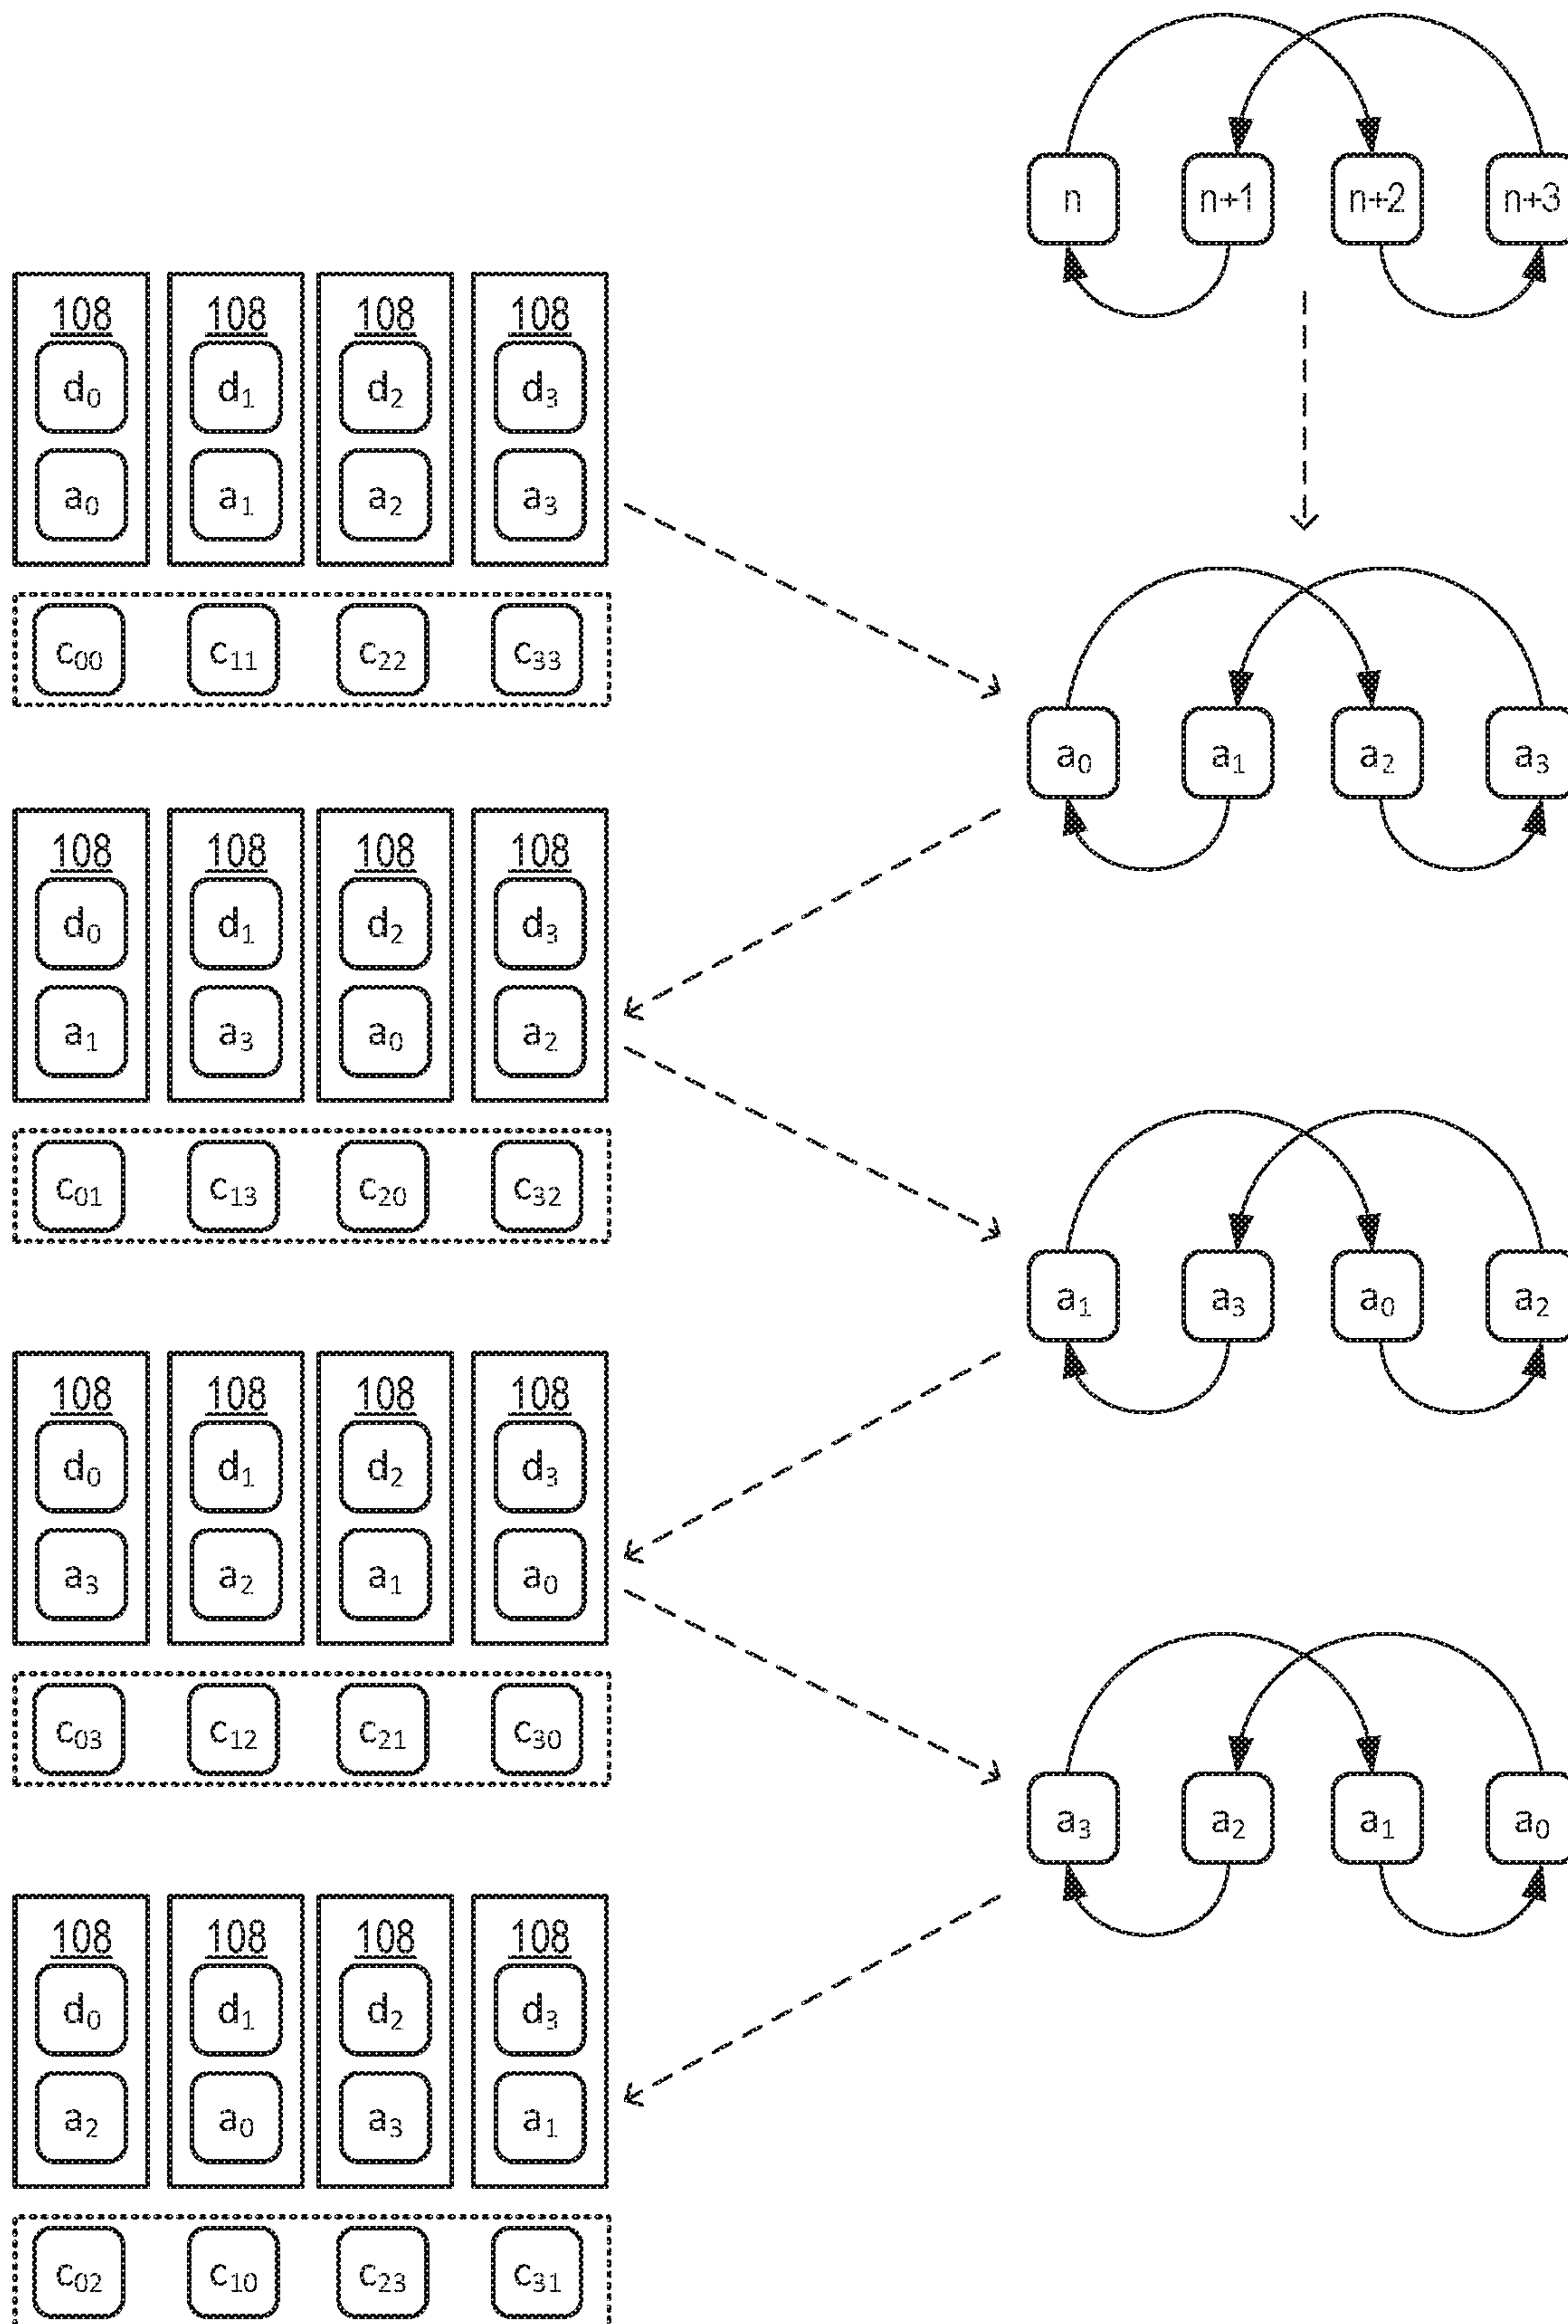 n n+1 n+2 n+3
108 108 108 108
d₀ d₁ d₂ d₃
a₀ a₁ a₂ a₃
c₀₀ c₁₁ c₂₂ c₃₃
a₀ a₁ a₂ a₃
108 108 108 108
d₀ d₁ d₂ d₃
a₁ a₃ a₀ a₂
c₀₁ c₁₃ c₂₀ c₃₂
a₁ a₃ a₀ a₂
108 108 108 108
d₀ d₁ d₂ d₃
a₃ a₂ a₁ a₀
c₀₃ c₁₂ c₂₁ c₃₀
a₃ a₂ a₁ a₀
108 108 108 108
d₀ d₁ d₂ d₃
a₂ a₀ a₃ a₁
c₀₂ c₁₀ c₂₃ c₃₁